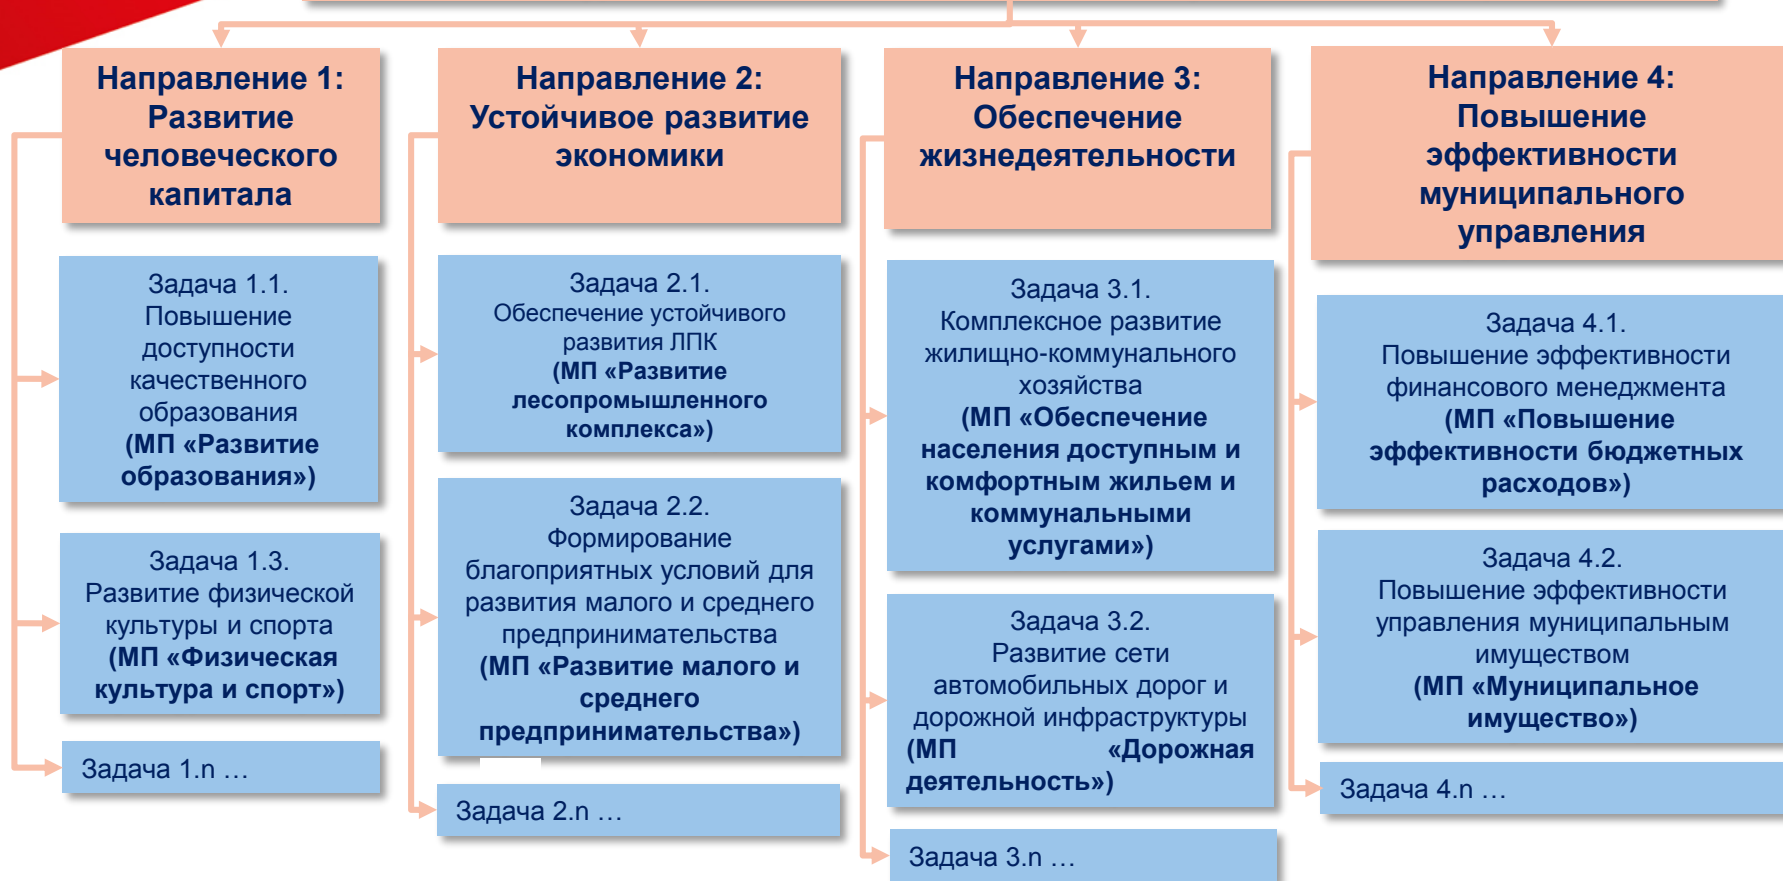 Направление 1:
Развитие
человеческого
капитала
Задача 1.1.
Повышение
доступности
качественного
образования
(МП «Развитие
образования»)
Задача 1.3.
Развитие физической
культуры и спорта
(МП «Физическая
культура и спорт»)
Задача 1.n …
Направление 2:
Устойчивое развитие
экономики
Задача 2.1.
Обеспечение устойчивого
развития ЛПК
(МП «Развитие
лесопромышленного
комплекса»)
Задача 2.2.
Формирование
благоприятных условий для
развития малого и среднего
предпринимательства
(МП «Развитие малого и
среднего
предпринимательства»)
Задача 2.n …
Направление 3:
Обеспечение
жизнедеятельности
Задача 3.1.
Комплексное развитие
жилищно-коммунального
хозяйства
(МП «Обеспечение
населения доступным и
комфортным жильем и
коммунальными
услугами»)
Задача 3.2.
Развитие сети
автомобильных дорог и
дорожной инфраструктуры
(МП «Дорожная
деятельность»)
Задача 3.n …
Направление 4:
Повышение
эффективности
муниципального
управления
Задача 4.1.
Повышение эффективности
финансового менеджмента
(МП «Повышение
эффективности бюджетных
расходов»)
Задача 4.2.
Повышение эффективности
управления муниципальным
имуществом
(МП «Муниципальное
имущество»)
Задача 4.n …